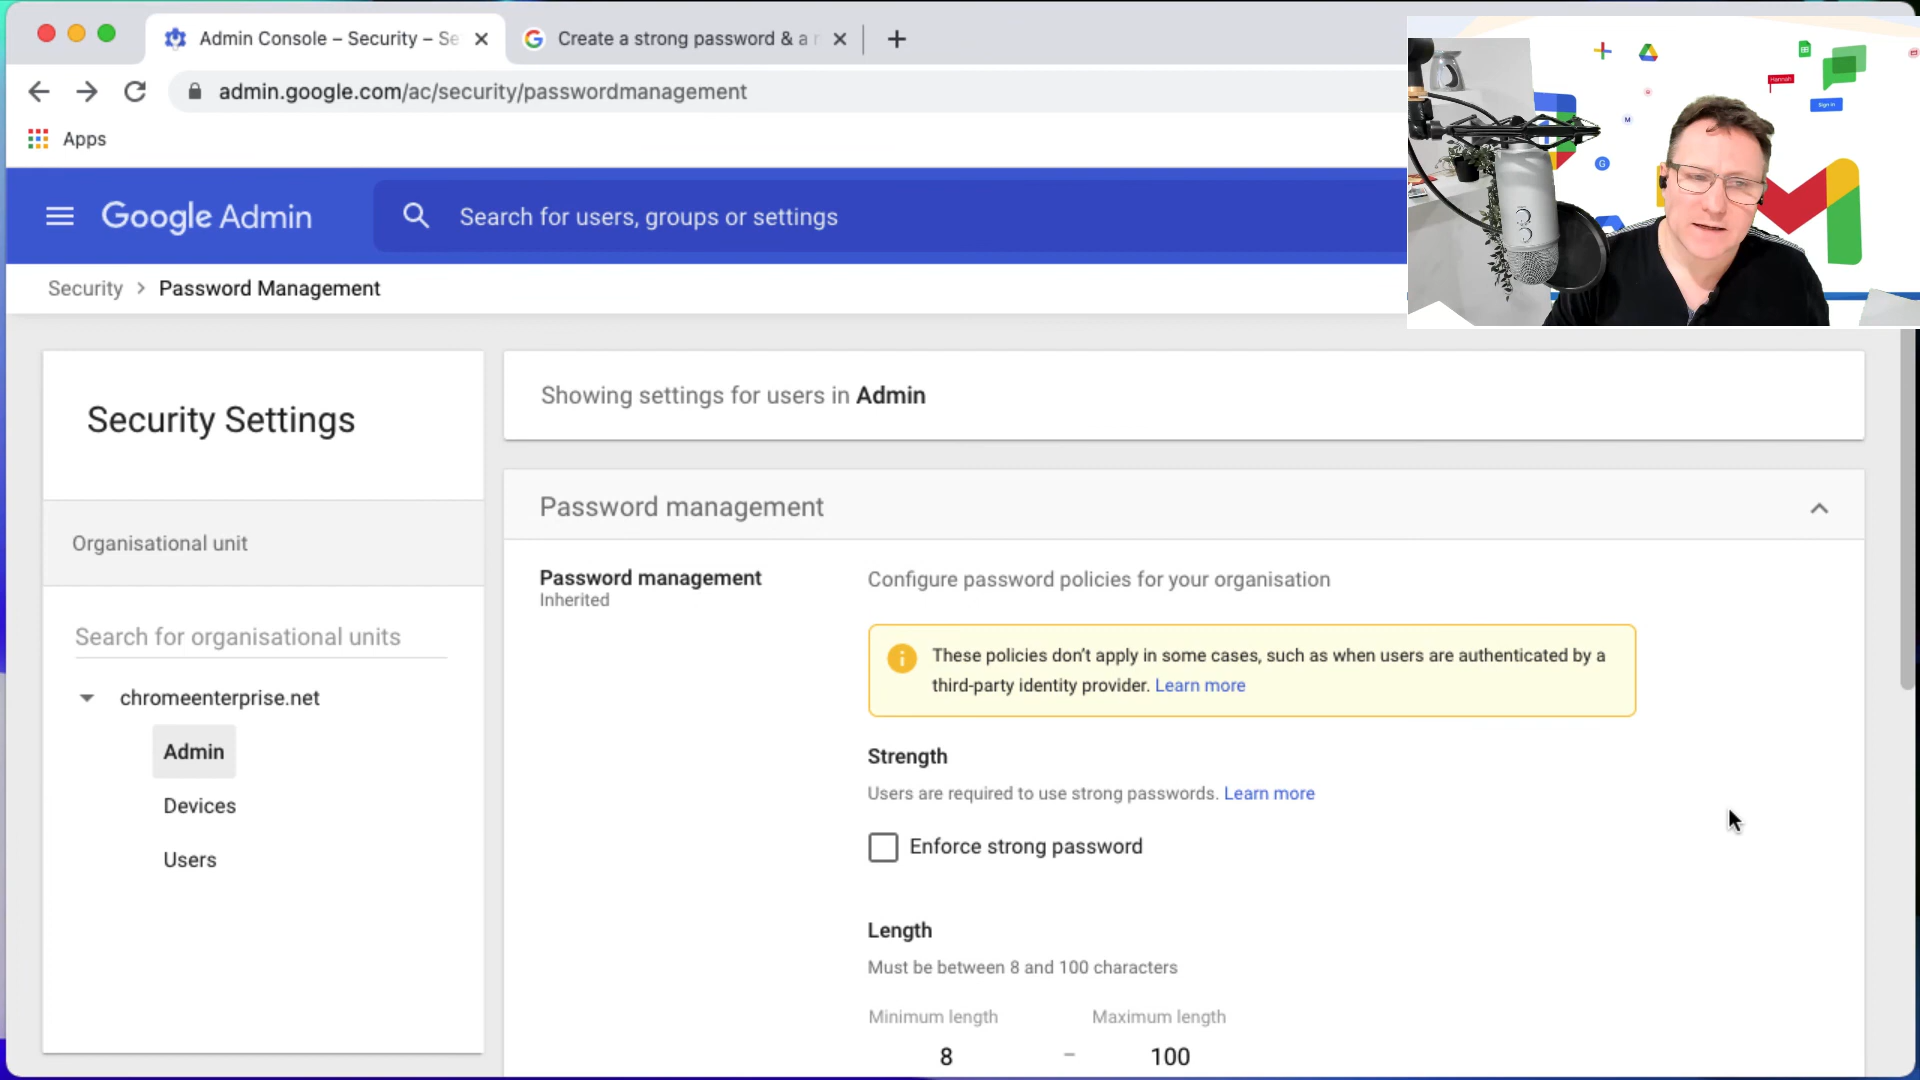 Admin Console – Security – Se
Create a strong password & a
admin.google.com/ac/security/passwordmanagement
Apps
Google Admin
Search for users, groups or settings
Hannah
Sign in
M
G
Security > Password Management
Security Settings
Organisational unit
Search for organisational units
chromeenterprise.net
Admin
Devices
Users
Showing settings for users in Admin
Password management
Password management
Inherited
Configure password policies for your organisation
These policies don't apply in some cases, such as when users are authenticated by a
third-party identity provider. Learn more
Strength
Users are required to use strong passwords. Learn more
Enforce strong password
Length
Must be between 8 and 100 characters
Minimum length
Maximum length
8 – 100